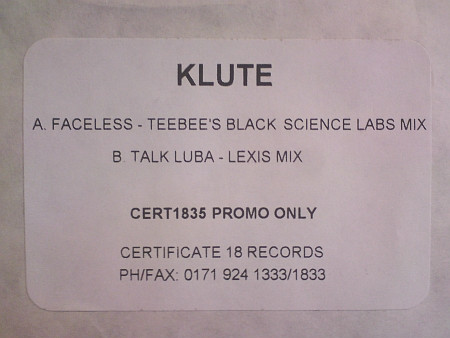 KLUTE
A. FACELESS - TEEBEE'S BLACK SCIENCE LABS MIX
B. TALK LUBA - LEXIS MIX
CERT1835 PROMO ONLY
CERTIFICATE 18 RECORDS
PH/FAX: 0171 924 1333/1833